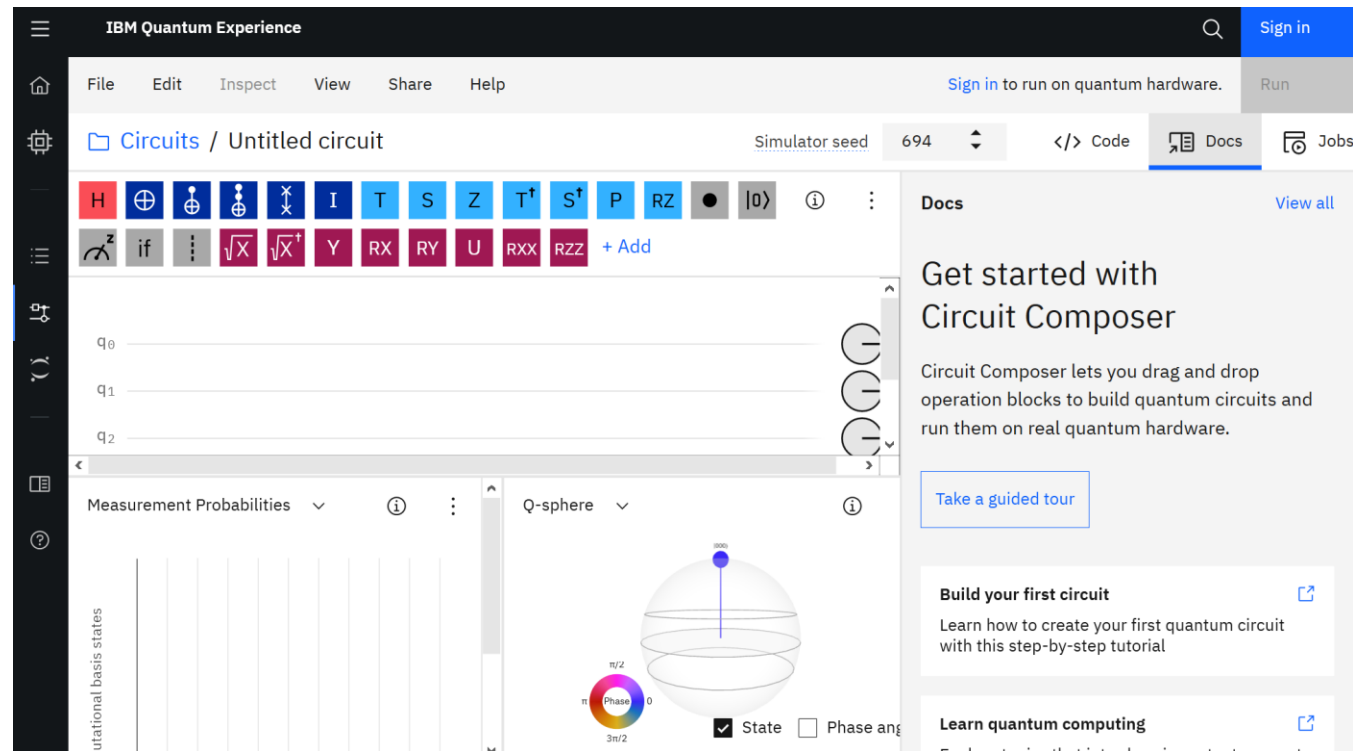 IBM Quantum Experience
Sign in
File Edit Inspect View Share Help
Sign in to run on quantum hardware.
Run
Circuits / Untitled circuit
Simulator seed 694
</> Code
Docs
Jobs
H I T S Z T† S† P RZ |0⟩
z if √X √X† Y RX RY U RXX RZZ + Add
q0
q1
q2
Measurement Probabilities
utational basis states
Q-sphere
|000⟩
π/2
π Phase 0
3π/2
State Phase ang
Docs
View all
Get started with
Circuit Composer
Circuit Composer lets you drag and drop
operation blocks to build quantum circuits and
run them on real quantum hardware.
Take a guided tour
Build your first circuit
Learn how to create your first quantum circuit
with this step-by-step tutorial
Learn quantum computing